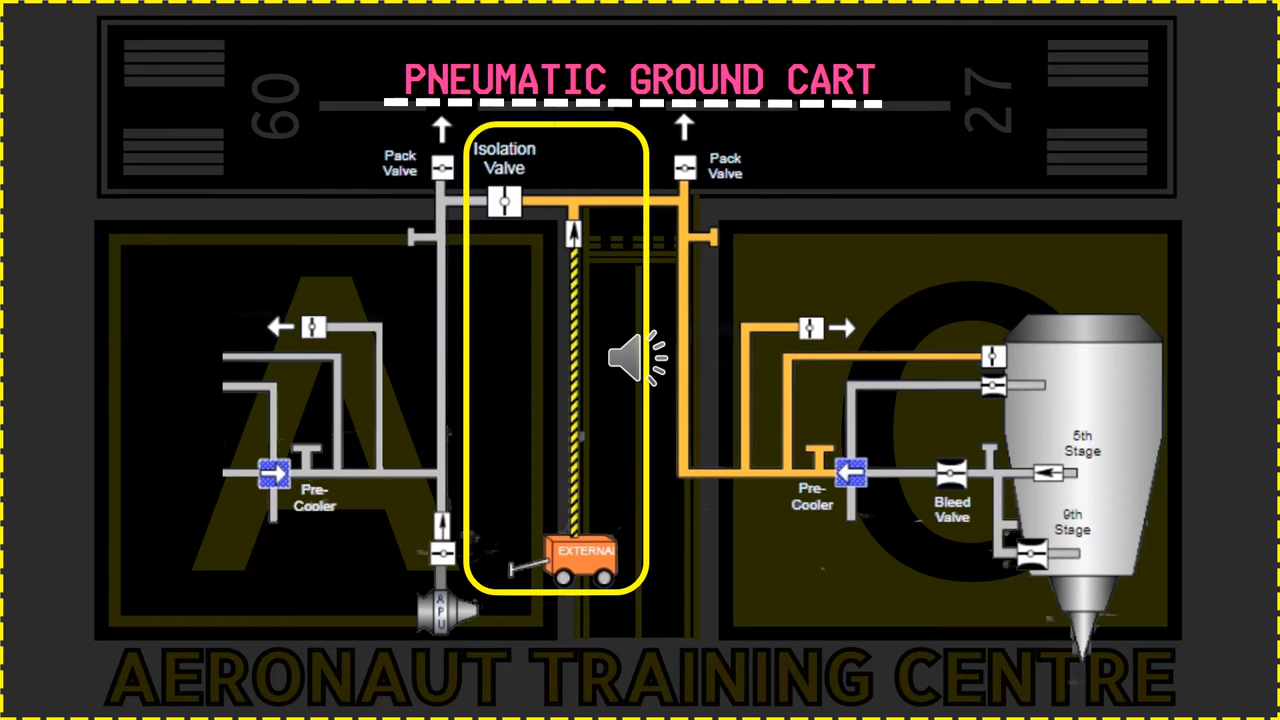 PNEUMATIC GROUND CART
60
27
Pack
Valve
Isolation
Valve
Pack
Valve
A
C
5th
Stage
Pre-
Cooler
Pre-
Cooler
Bleed
Valve
9th
Stage
EXTERNA
APU
AERONAUT TRAINING CENTRE